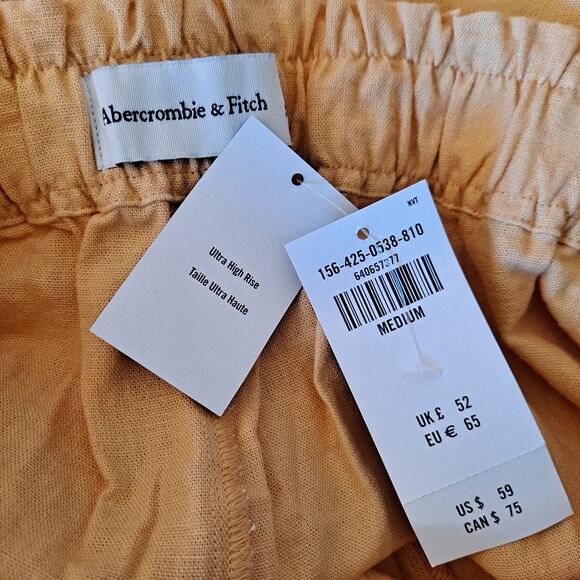 Abercrombie & Fitch
Ultra High Rise
Taille Ultra Haute
NVT
156-425-0538-810
640657377
MEDIUM
UK £ 52
EU € 65
US $ 59
CAN $ 75